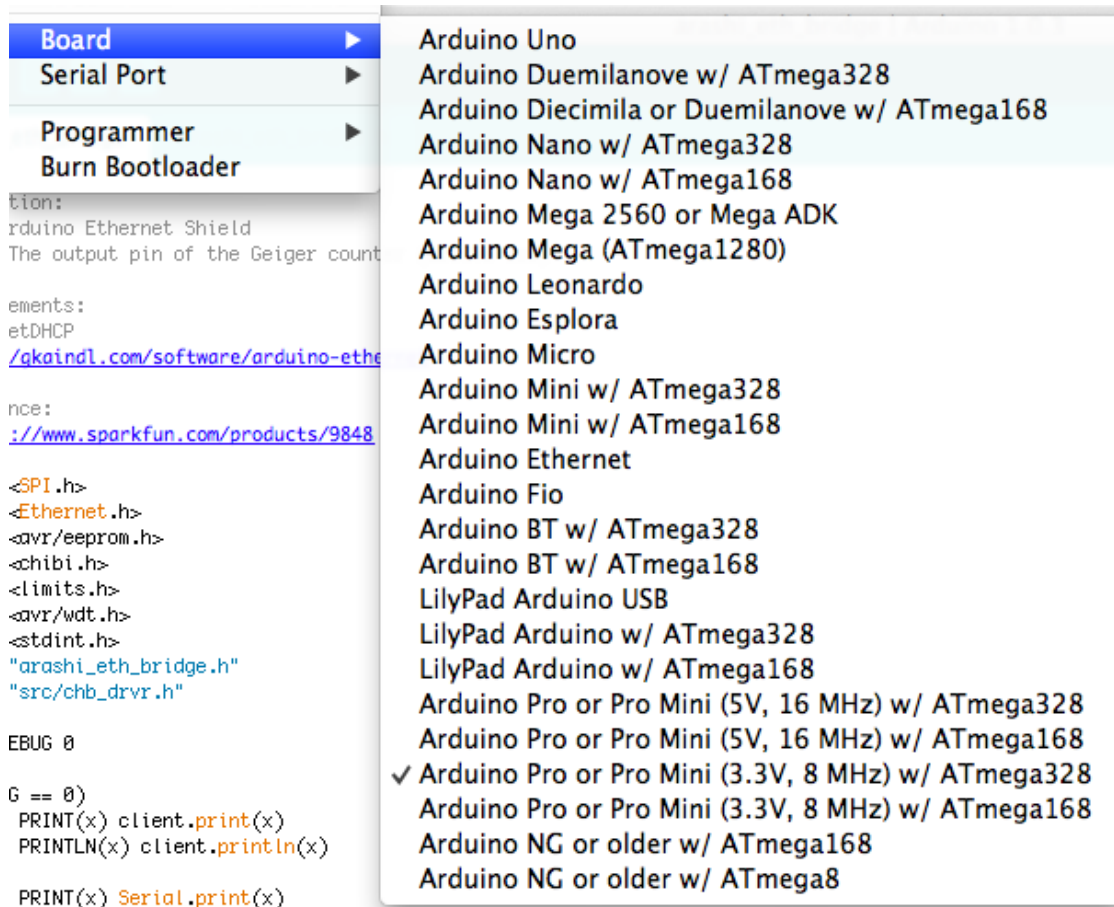 Board
Serial Port
Programmer
Burn Bootloader
Arduino Uno
Arduino Duemilanove w/ ATmega328
Arduino Diecimila or Duemilanove w/ ATmega168
Arduino Nano w/ ATmega328
Arduino Nano w/ ATmega168
Arduino Mega 2560 or Mega ADK
Arduino Mega (ATmega1280)
Arduino Leonardo
Arduino Esplora
Arduino Micro
Arduino Mini w/ ATmega328
Arduino Mini w/ ATmega168
Arduino Ethernet
Arduino Fio
Arduino BT w/ ATmega328
Arduino BT w/ ATmega168
LilyPad Arduino USB
LilyPad Arduino w/ ATmega328
LilyPad Arduino w/ ATmega168
Arduino Pro or Pro Mini (5V, 16 MHz) w/ ATmega328
Arduino Pro or Pro Mini (5V, 16 MHz) w/ ATmega168
✓ Arduino Pro or Pro Mini (3.3V, 8 MHz) w/ ATmega328
Arduino Pro or Pro Mini (3.3V, 8 MHz) w/ ATmega168
Arduino NG or older w/ ATmega168
Arduino NG or older w/ ATmega8
tion:
rduino Ethernet Shield
The output pin of the Geiger count
ements:
etDHCP
/gkaindl.com/software/arduino-ethe
nce:
://www.sparkfun.com/products/9848
<SPI.h>
<Ethernet.h>
<avr/eeprom.h>
<chibi.h>
<limits.h>
<avr/wdt.h>
<stdint.h>
"arashi_eth_bridge.h"
"src/chb_drvr.h"
EBUG 0
G == 0)
PRINT(x) client.print(x)
PRINTLN(x) client.println(x)
PRINT(x) Serial.print(x)